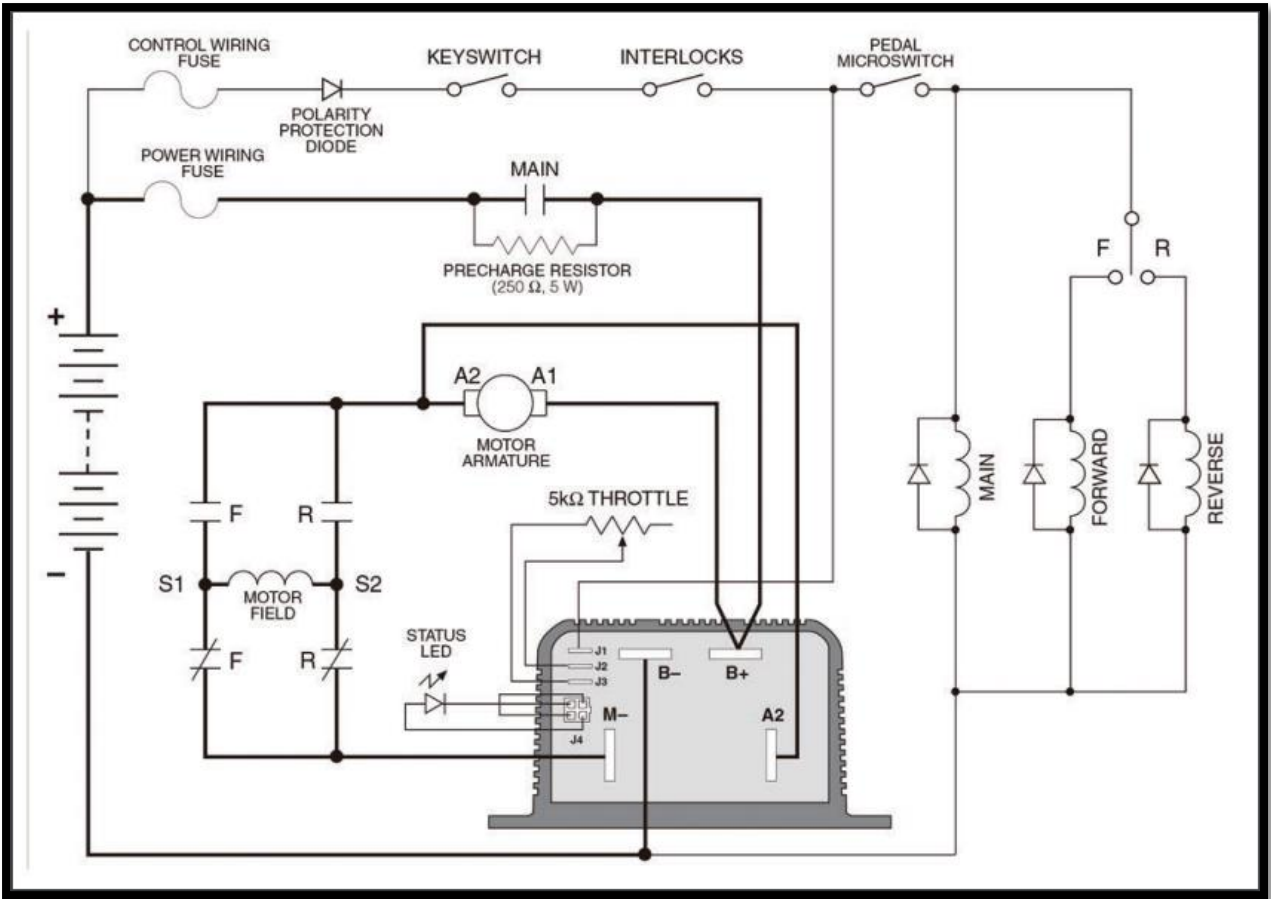 CONTROL WIRING
FUSE
KEYSWITCH
INTERLOCKS
PEDAL
MICROSWITCH
POLARITY
PROTECTION
DIODE
POWER WIRING
FUSE
MAIN
PRECHARGE RESISTOR
(250 Ω, 5 W)
F R
+
A2 A1
MOTOR
ARMATURE
5kΩ THROTTLE
MAIN
FORWARD
REVERSE
F R
–
S1 S2
MOTOR
FIELD
F R
STATUS
LED
J1
J2
J3
B– B+
M– A2
J4